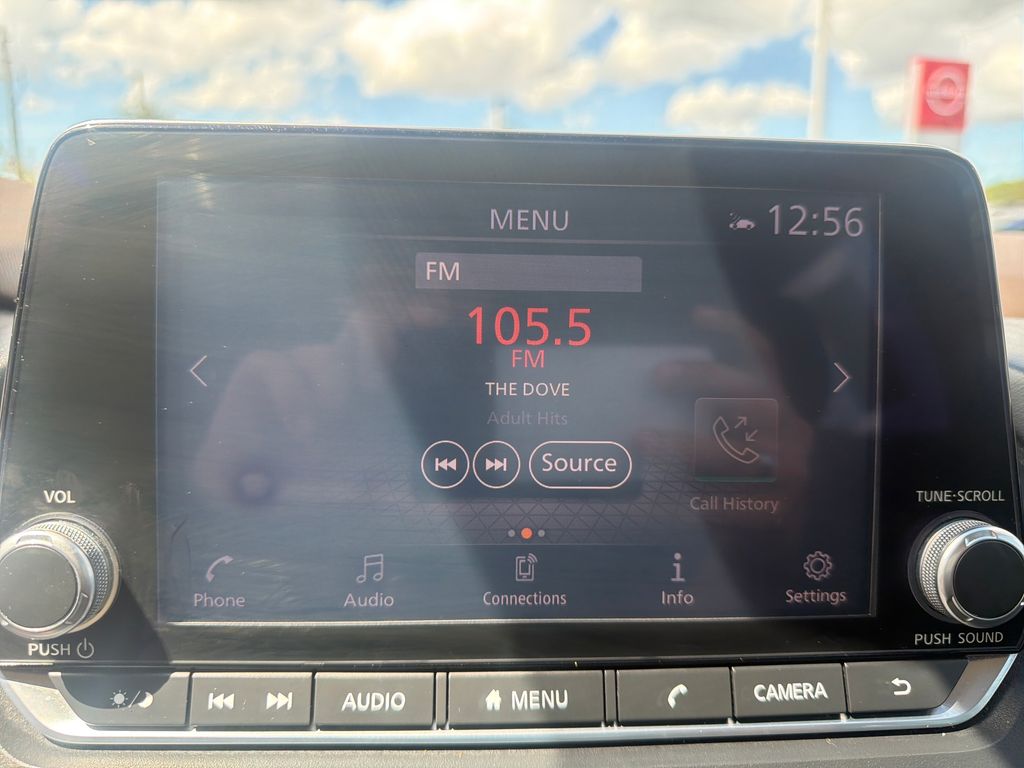 MENU
12:56
FM
105.5
FM
THE DOVE
Adult Hits
Source
Call History
VOL
TUNE·SCROLL
Phone
Audio
Connections
Info
Settings
PUSH
PUSH SOUND
AUDIO
MENU
CAMERA